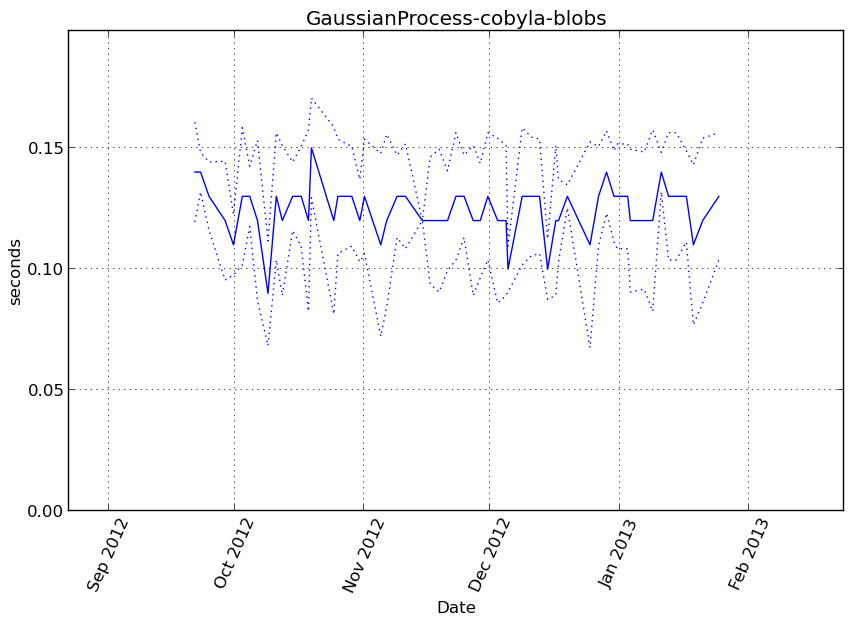 GaussianProcess-cobyla-blobs
seconds
0.15
0.10
0.05
0.00
Sep 2012
Oct 2012
Nov 2012
Dec 2012
Jan 2013
Feb 2013
Date